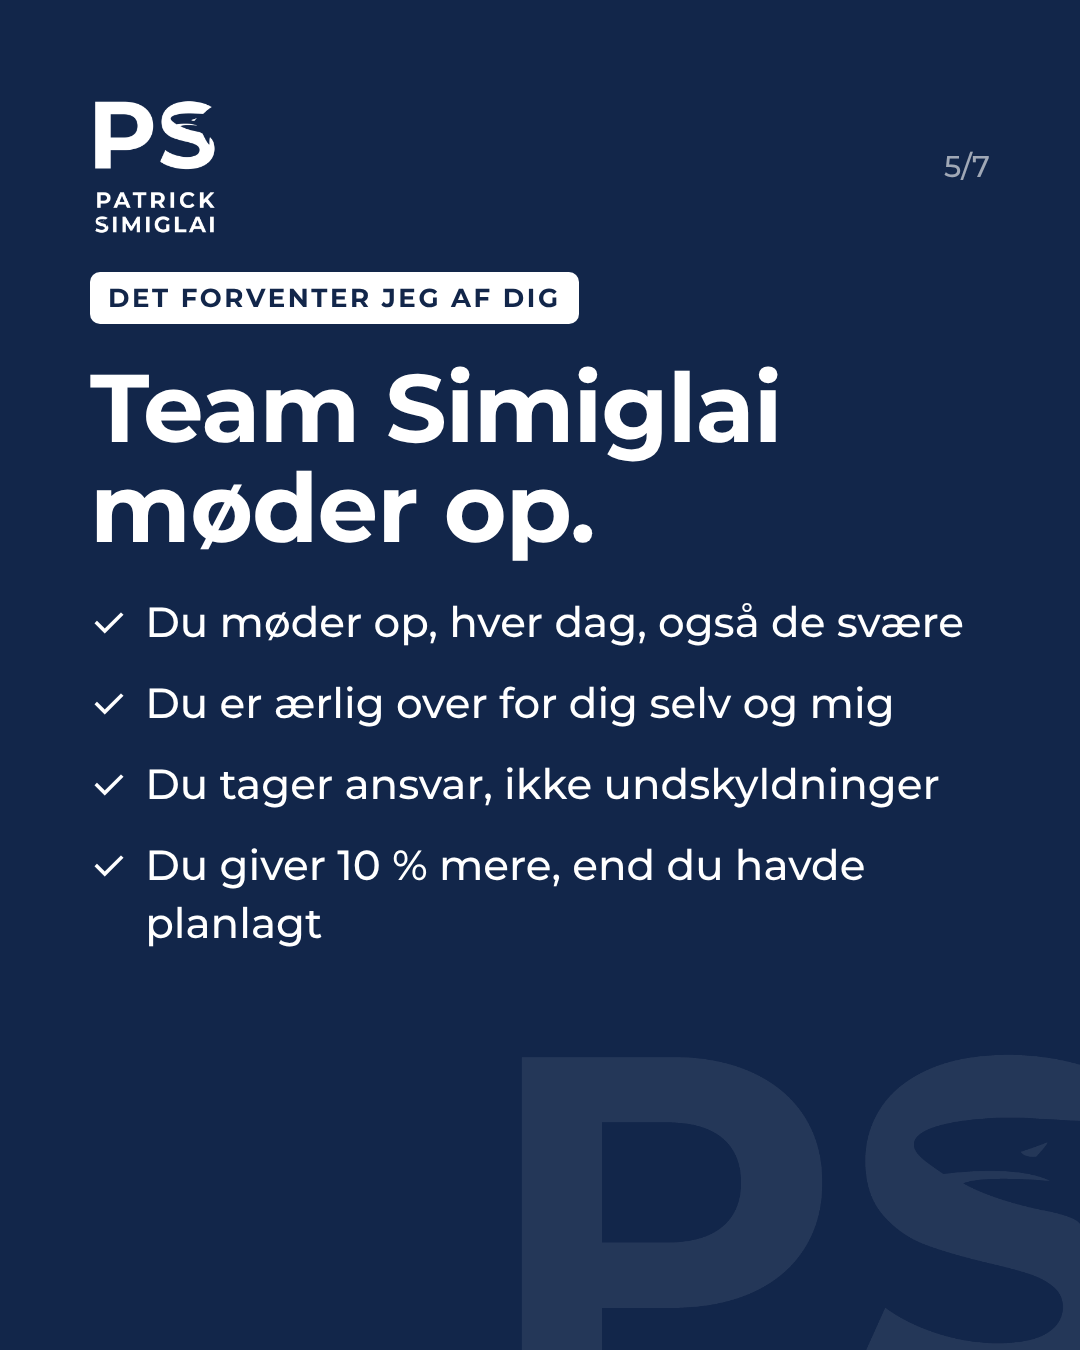 PS
PATRICK
SIMIGLAI
5/7
DET FORVENTER JEG AF DIG
Team Simiglai
møder op.
Du møder op, hver dag, også de svære
Du er ærlig over for dig selv og mig
Du tager ansvar, ikke undskyldninger
Du giver 10 % mere, end du havde
planlagt
PS